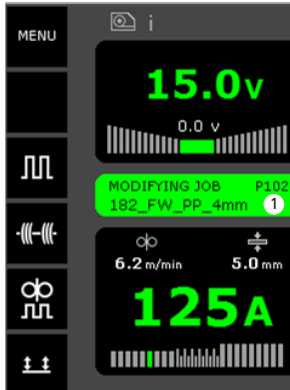 MENU
i
15.0v
0.0 v
MODIFYING JOB P102
182_FW_PP_4mm 1
6.2 m/min 5.0 mm
125A